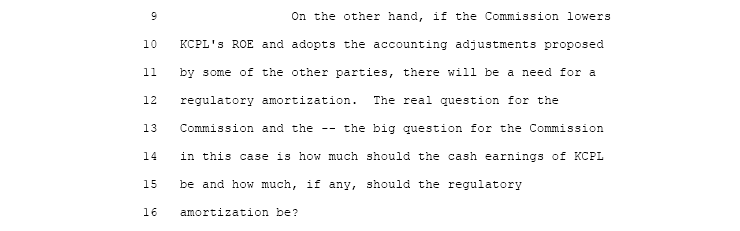 9 On the other hand, if the Commission lowers
10 KCPL's ROE and adopts the accounting adjustments proposed
11 by some of the other parties, there will be a need for a
12 regulatory amortization. The real question for the
13 Commission and the -- the big question for the Commission
14 in this case is how much should the cash earnings of KCPL
15 be and how much, if any, should the regulatory
16 amortization be?